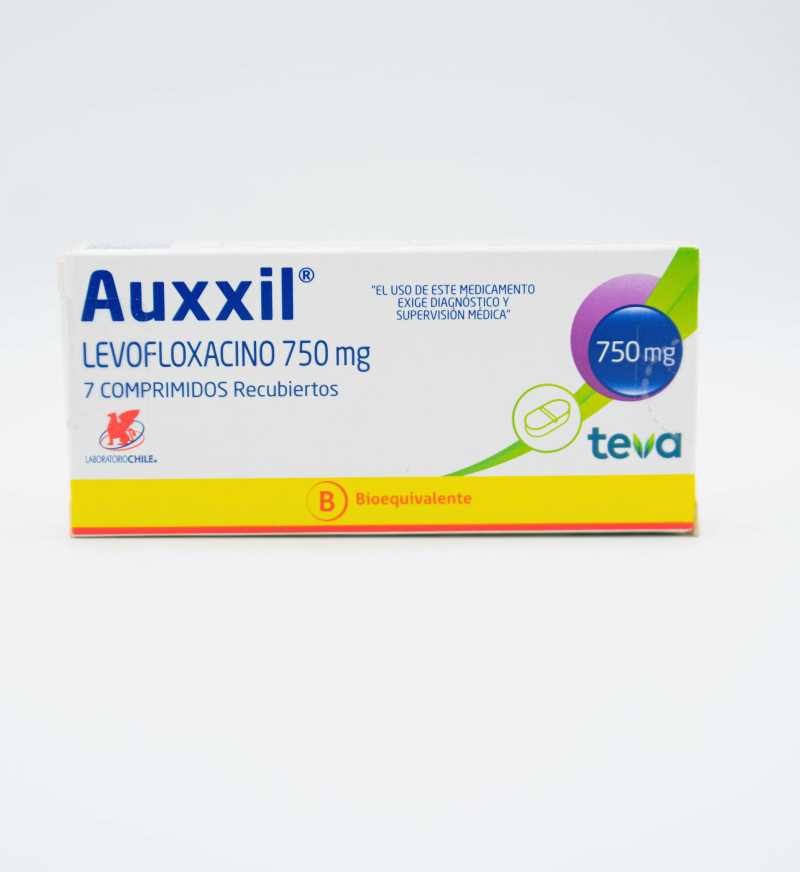 Auxxil®
LEVOFLOXACINO 750 mg
7 COMPRIMIDOS Recubiertos
"EL USO DE ESTE MEDICAMENTO
EXIGE DIAGNÓSTICO Y
SUPERVISIÓN MÉDICA"
750 mg
LABORATORIOCHILE
teva
B Bioequivalente